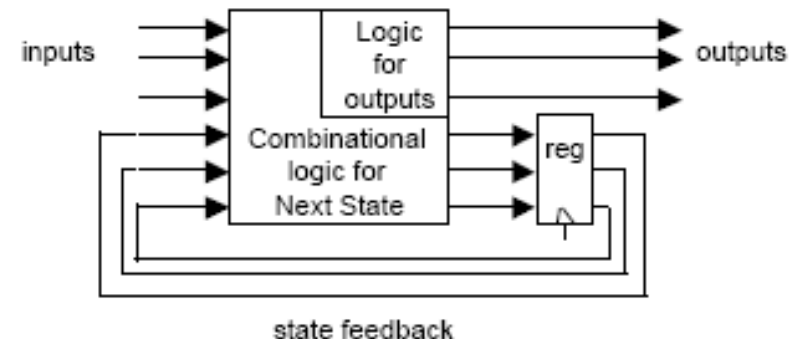 inputs
Logic
for
outputs
outputs
Combinational
logic for
Next State
reg
state feedback